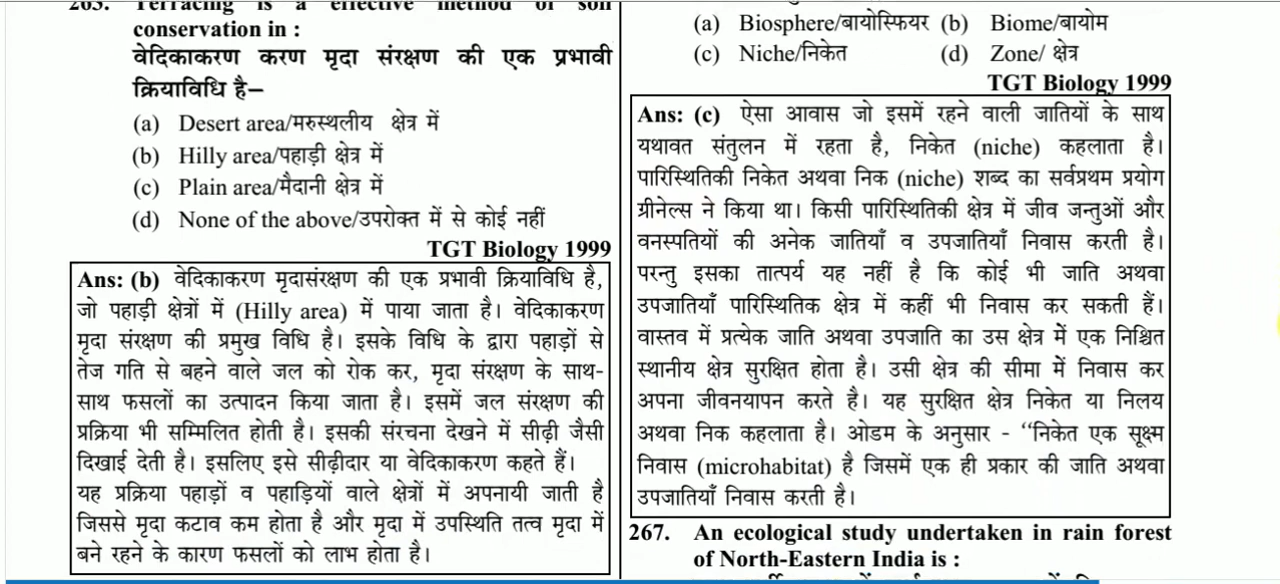 265. Terracing is a effective method of soil
conservation in :
वेदिकाकरण करण मृदा संरक्षण की एक प्रभावी
क्रियाविधि है–
(a) Desert area/मरुस्थलीय क्षेत्र में
(b) Hilly area/पहाड़ी क्षेत्र में
(c) Plain area/मैदानी क्षेत्र में
(d) None of the above/उपरोक्त में से कोई नहीं
TGT Biology 1999
Ans: (b) वेदिकाकरण मृदासंरक्षण की एक प्रभावी क्रियाविधि है,
जो पहाड़ी क्षेत्रों में (Hilly area) में पाया जाता है। वेदिकाकरण
मृदा संरक्षण की प्रमुख विधि है। इसके विधि के द्वारा पहाड़ों से
तेज गति से बहने वाले जल को रोक कर, मृदा संरक्षण के साथ-
साथ फसलों का उत्पादन किया जाता है। इसमें जल संरक्षण की
प्रक्रिया भी सम्मिलित होती है। इसकी संरचना देखने में सीढ़ी जैसी
दिखाई देती है। इसलिए इसे सीढ़ीदार या वेदिकाकरण कहते हैं।
यह प्रक्रिया पहाड़ों व पहाड़ियों वाले क्षेत्रों में अपनायी जाती है
जिससे मृदा कटाव कम होता है और मृदा में उपस्थिति तत्व मृदा में
बने रहने के कारण फसलों को लाभ होता है।
(a) Biosphere/बायोस्फियर (b) Biome/बायोम
(c) Niche/निकेत (d) Zone/ क्षेत्र
TGT Biology 1999
Ans: (c) ऐसा आवास जो इसमें रहने वाली जातियों के साथ
यथावत संतुलन में रहता है, निकेत (niche) कहलाता है।
पारिस्थितिकी निकेत अथवा निक (niche) शब्द का सर्वप्रथम प्रयोग
ग्रीनेल्स ने किया था। किसी पारिस्थितिकी क्षेत्र में जीव जन्तुओं और
वनस्पतियों की अनेक जातियाँ व उपजातियाँ निवास करती है।
परन्तु इसका तात्पर्य यह नहीं है कि कोई भी जाति अथवा
उपजातियाँ पारिस्थितिक क्षेत्र में कहीं भी निवास कर सकती हैं।
वास्तव में प्रत्येक जाति अथवा उपजाति का उस क्षेत्र में एक निश्चित
स्थानीय क्षेत्र सुरक्षित होता है। उसी क्षेत्र की सीमा में निवास कर
अपना जीवनयापन करते है। यह सुरक्षित क्षेत्र निकेत या निलय
अथवा निक कहलाता है। ओडम के अनुसार - “निकेत एक सूक्ष्म
निवास (microhabitat) है जिसमें एक ही प्रकार की जाति अथवा
उपजातियाँ निवास करती है।
267. An ecological study undertaken in rain forest
of North-Eastern India is :